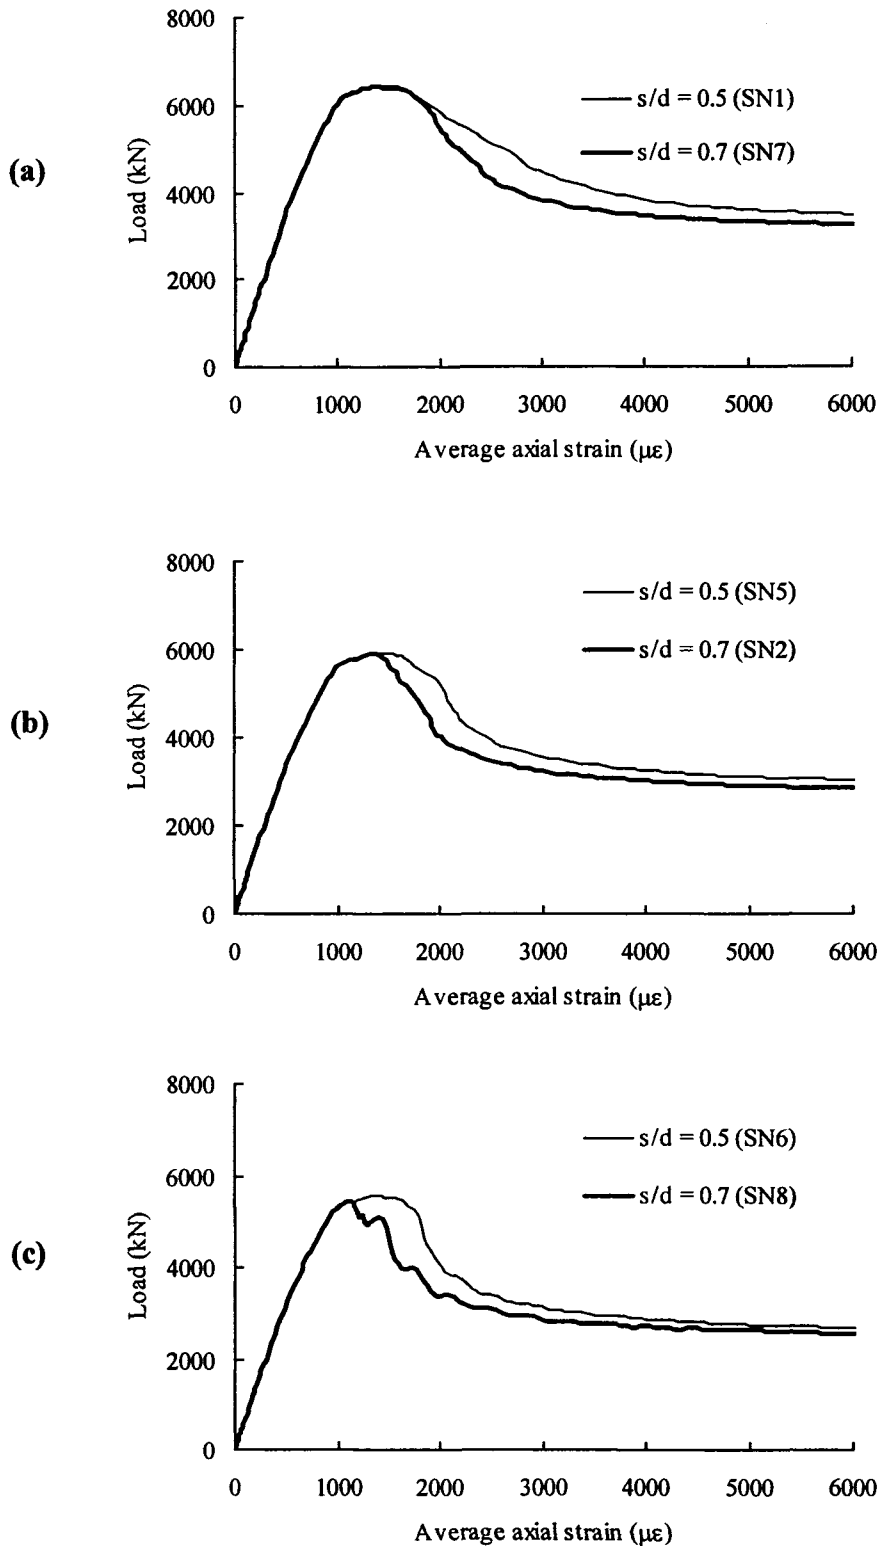 (a)
Load (kN)
8000
6000
4000
2000
0
s/d = 0.5 (SN1)
s/d = 0.7 (SN7)
0 1000 2000 3000 4000 5000 6000
Average axial strain (με)
(b)
Load (kN)
8000
6000
4000
2000
0
s/d = 0.5 (SN5)
s/d = 0.7 (SN2)
0 1000 2000 3000 4000 5000 6000
Average axial strain (με)
(c)
Load (kN)
8000
6000
4000
2000
0
s/d = 0.5 (SN6)
s/d = 0.7 (SN8)
0 1000 2000 3000 4000 5000 6000
Average axial strain (με)